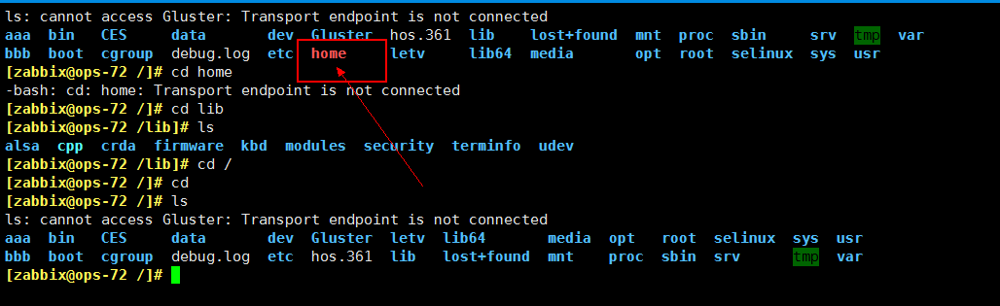 ls: cannot access Gluster: Transport endpoint is not connected
aaa bin CES data dev Gluster hos.361 lib lost+found mnt proc sbin srv tmp var
bbb boot cgroup debug.log etc home letv lib64 media opt root selinux sys usr
[zabbix@ops-72 /]# cd home
-bash: cd: home: Transport endpoint is not connected
[zabbix@ops-72 /]# cd lib
[zabbix@ops-72 /lib]# ls
alsa cpp crda firmware kbd modules security terminfo udev
[zabbix@ops-72 /lib]# cd /
[zabbix@ops-72 /]# cd
[zabbix@ops-72 /]# ls
ls: cannot access Gluster: Transport endpoint is not connected
aaa bin CES data dev Gluster letv lib64 media opt root selinux sys usr
bbb boot cgroup debug.log etc hos.361 lib lost+found mnt proc sbin srv tmp var
[zabbix@ops-72 /]#